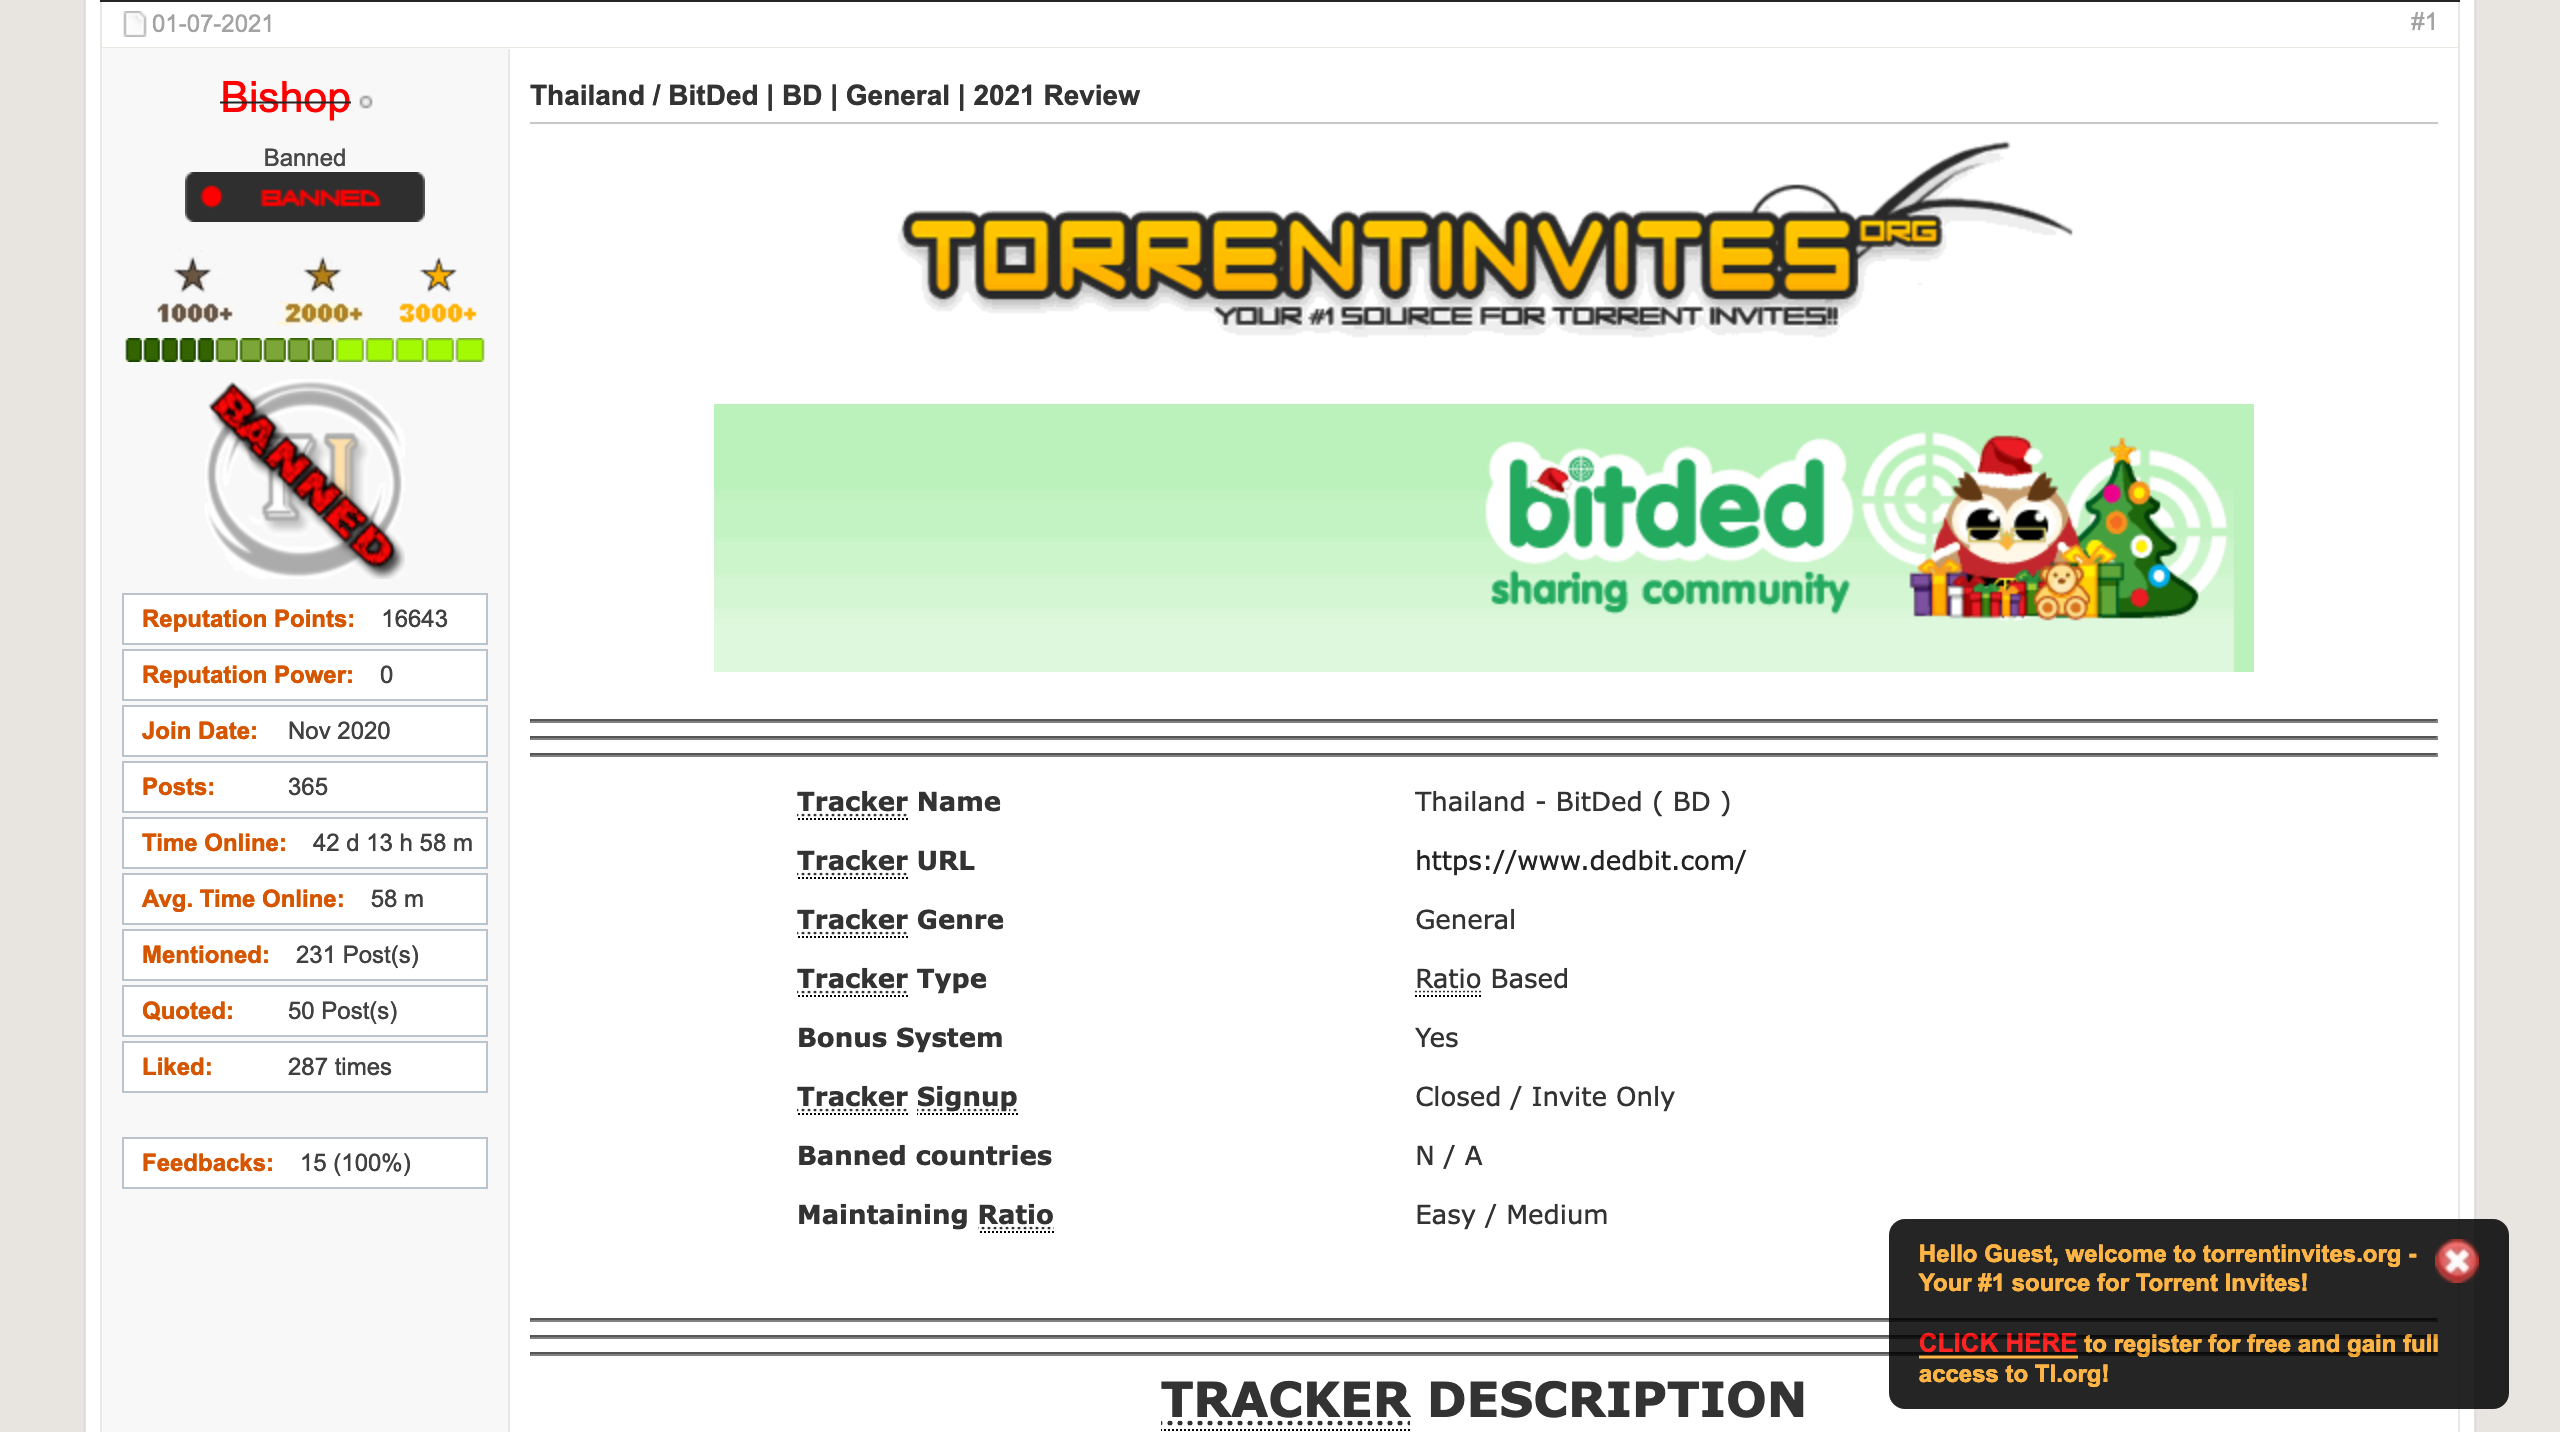 01-07-2021
#1
Bishop
Banned
BANNED
1000+ 2000+ 3000+
BANNED
Reputation Points: 16643
Reputation Power: 0
Join Date: Nov 2020
Posts: 365
Time Online: 42 d 13 h 58 m
Avg. Time Online: 58 m
Mentioned: 231 Post(s)
Quoted: 50 Post(s)
Liked: 287 times
Feedbacks: 15 (100%)
Thailand / BitDed | BD | General | 2021 Review
TORRENTINVITES ORG
YOUR #1 SOURCE FOR TORRENT INVITES!!
bitded
sharing community
Tracker Name Thailand - BitDed ( BD )
Tracker URL https://www.dedbit.com/
Tracker Genre General
Tracker Type Ratio Based
Bonus System Yes
Tracker Signup Closed / Invite Only
Banned countries N / A
Maintaining Ratio Easy / Medium
TRACKER DESCRIPTION
Hello Guest, welcome to torrentinvites.org -
Your #1 source for Torrent Invites!
CLICK HERE to register for free and gain full
access to TI.org!